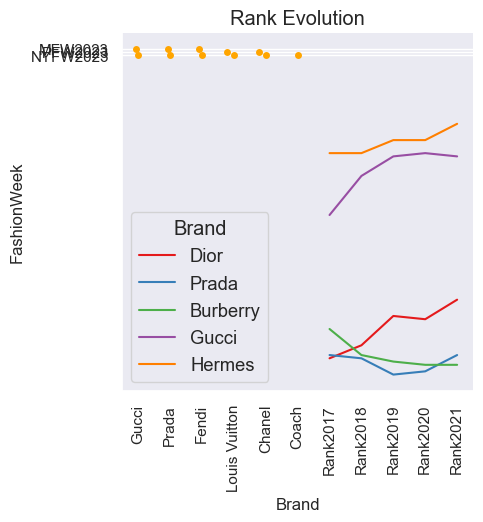 Rank Evolution
MFW2023
PFW2023
NYFW2023
FashionWeek
Brand
Dior
Prada
Burberry
Gucci
Hermes
Gucci
Prada
Fendi
Louis Vuitton
Chanel
Coach
Rank2017
Rank2018
Rank2019
Rank2020
Rank2021
Brand